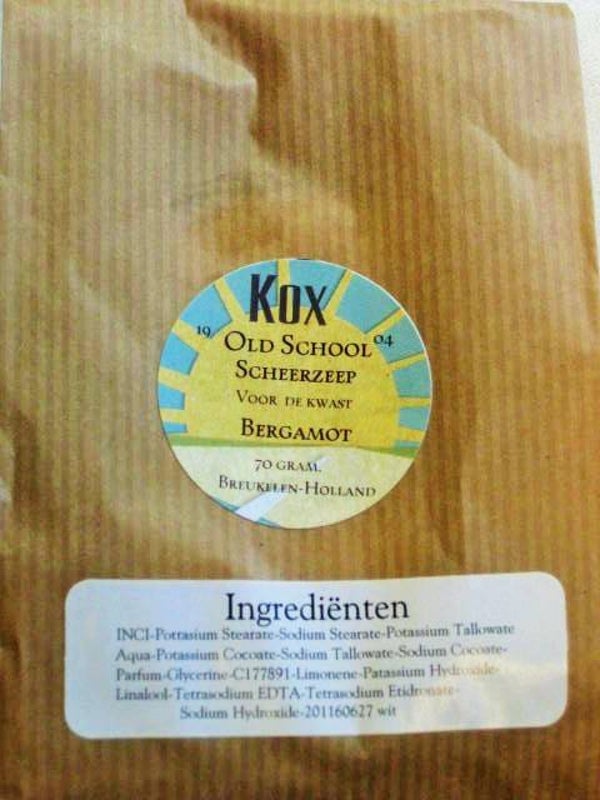 KOX
19 04
OLD SCHOOL
SCHEERZEEP
VOOR DE KWAST
BERGAMOT
70 GRAM.
BREUKELEN-HOLLAND
Ingrediënten
INCI-Pottasium Stearate-Sodium Stearate-Potassium Tallowate
Aqua-Potassium Cocoate-Sodium Tallowate-Sodium Cocoate-
Parfum-Glycerine-C177891-Limonene-Patassium Hydroxide-
Linalool-Tetrasodium EDTA-Tetrasodium Etidronate-
Sodium Hydroxide-201160627 wit